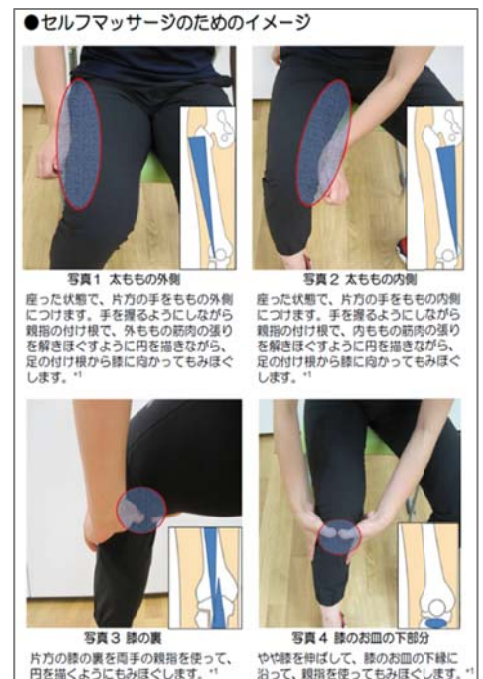 ●セルフマッサージのためのイメージ
写真1 太ももの外側
座った状態で、片方の手をももの外側
につけます。手を握るようにしながら
親指の付け根で、外ももの筋肉の張り
を解きほぐすように円を描きながら、
足の付け根から膝に向かってもみほぐ
します。*1
写真2 太ももの内側
座った状態で、片方の手をももの内側
につけます。手を握るようにしながら
親指の付け根で、内ももの筋肉の張り
を解きほぐすように円を描きながら、
足の付け根から膝に向かってもみほぐ
します。*1
写真3 膝の裏
片方の膝の裏を両手の親指を使って、
円を描くようにもみほぐします。*1
写真4 膝のお皿の下部分
やや膝を伸ばして、膝のお皿の下縁に
沿って、親指を使ってもみほぐします。*1